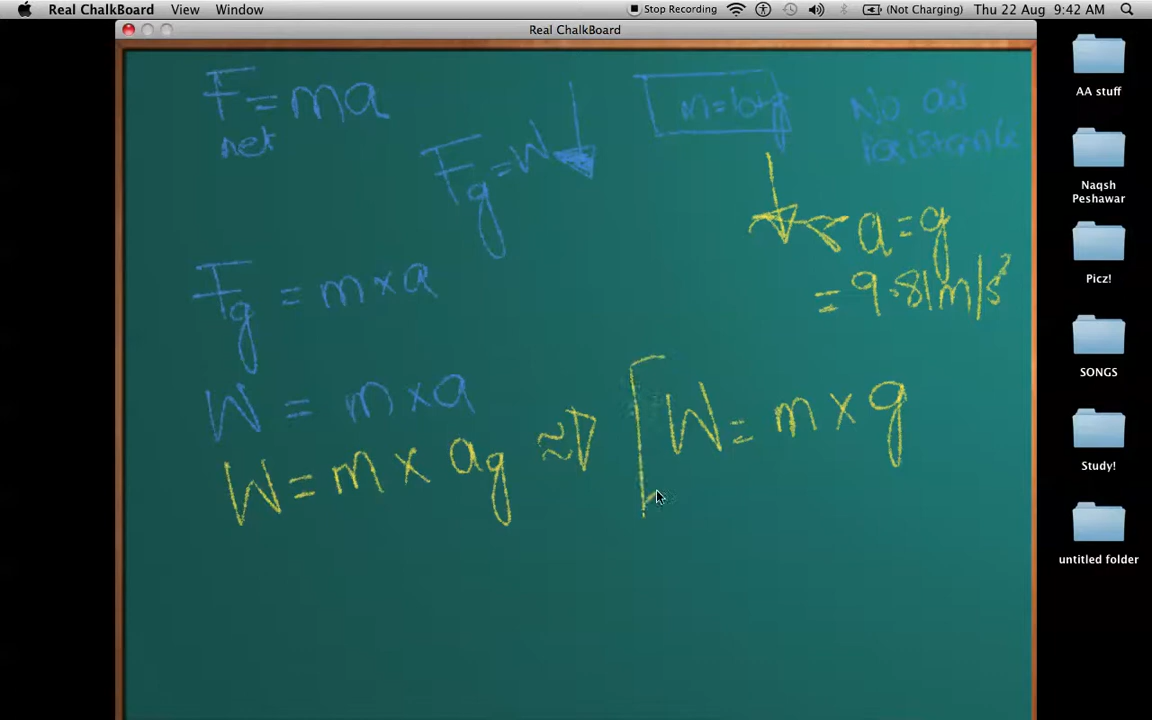 Real ChalkBoard View Window Stop Recording (Not Charging) Thu 22 Aug 9:42 AM
Real ChalkBoard
F = ma
net
Fg = W
m = 10kg
No air
resistance
a = g
= 9.81m/s²
Fg = m × a
W = m × a
W = m × ag
W = m × g
AA stuff
Naqsh
Peshawar
Picz!
SONGS
Study!
untitled folder